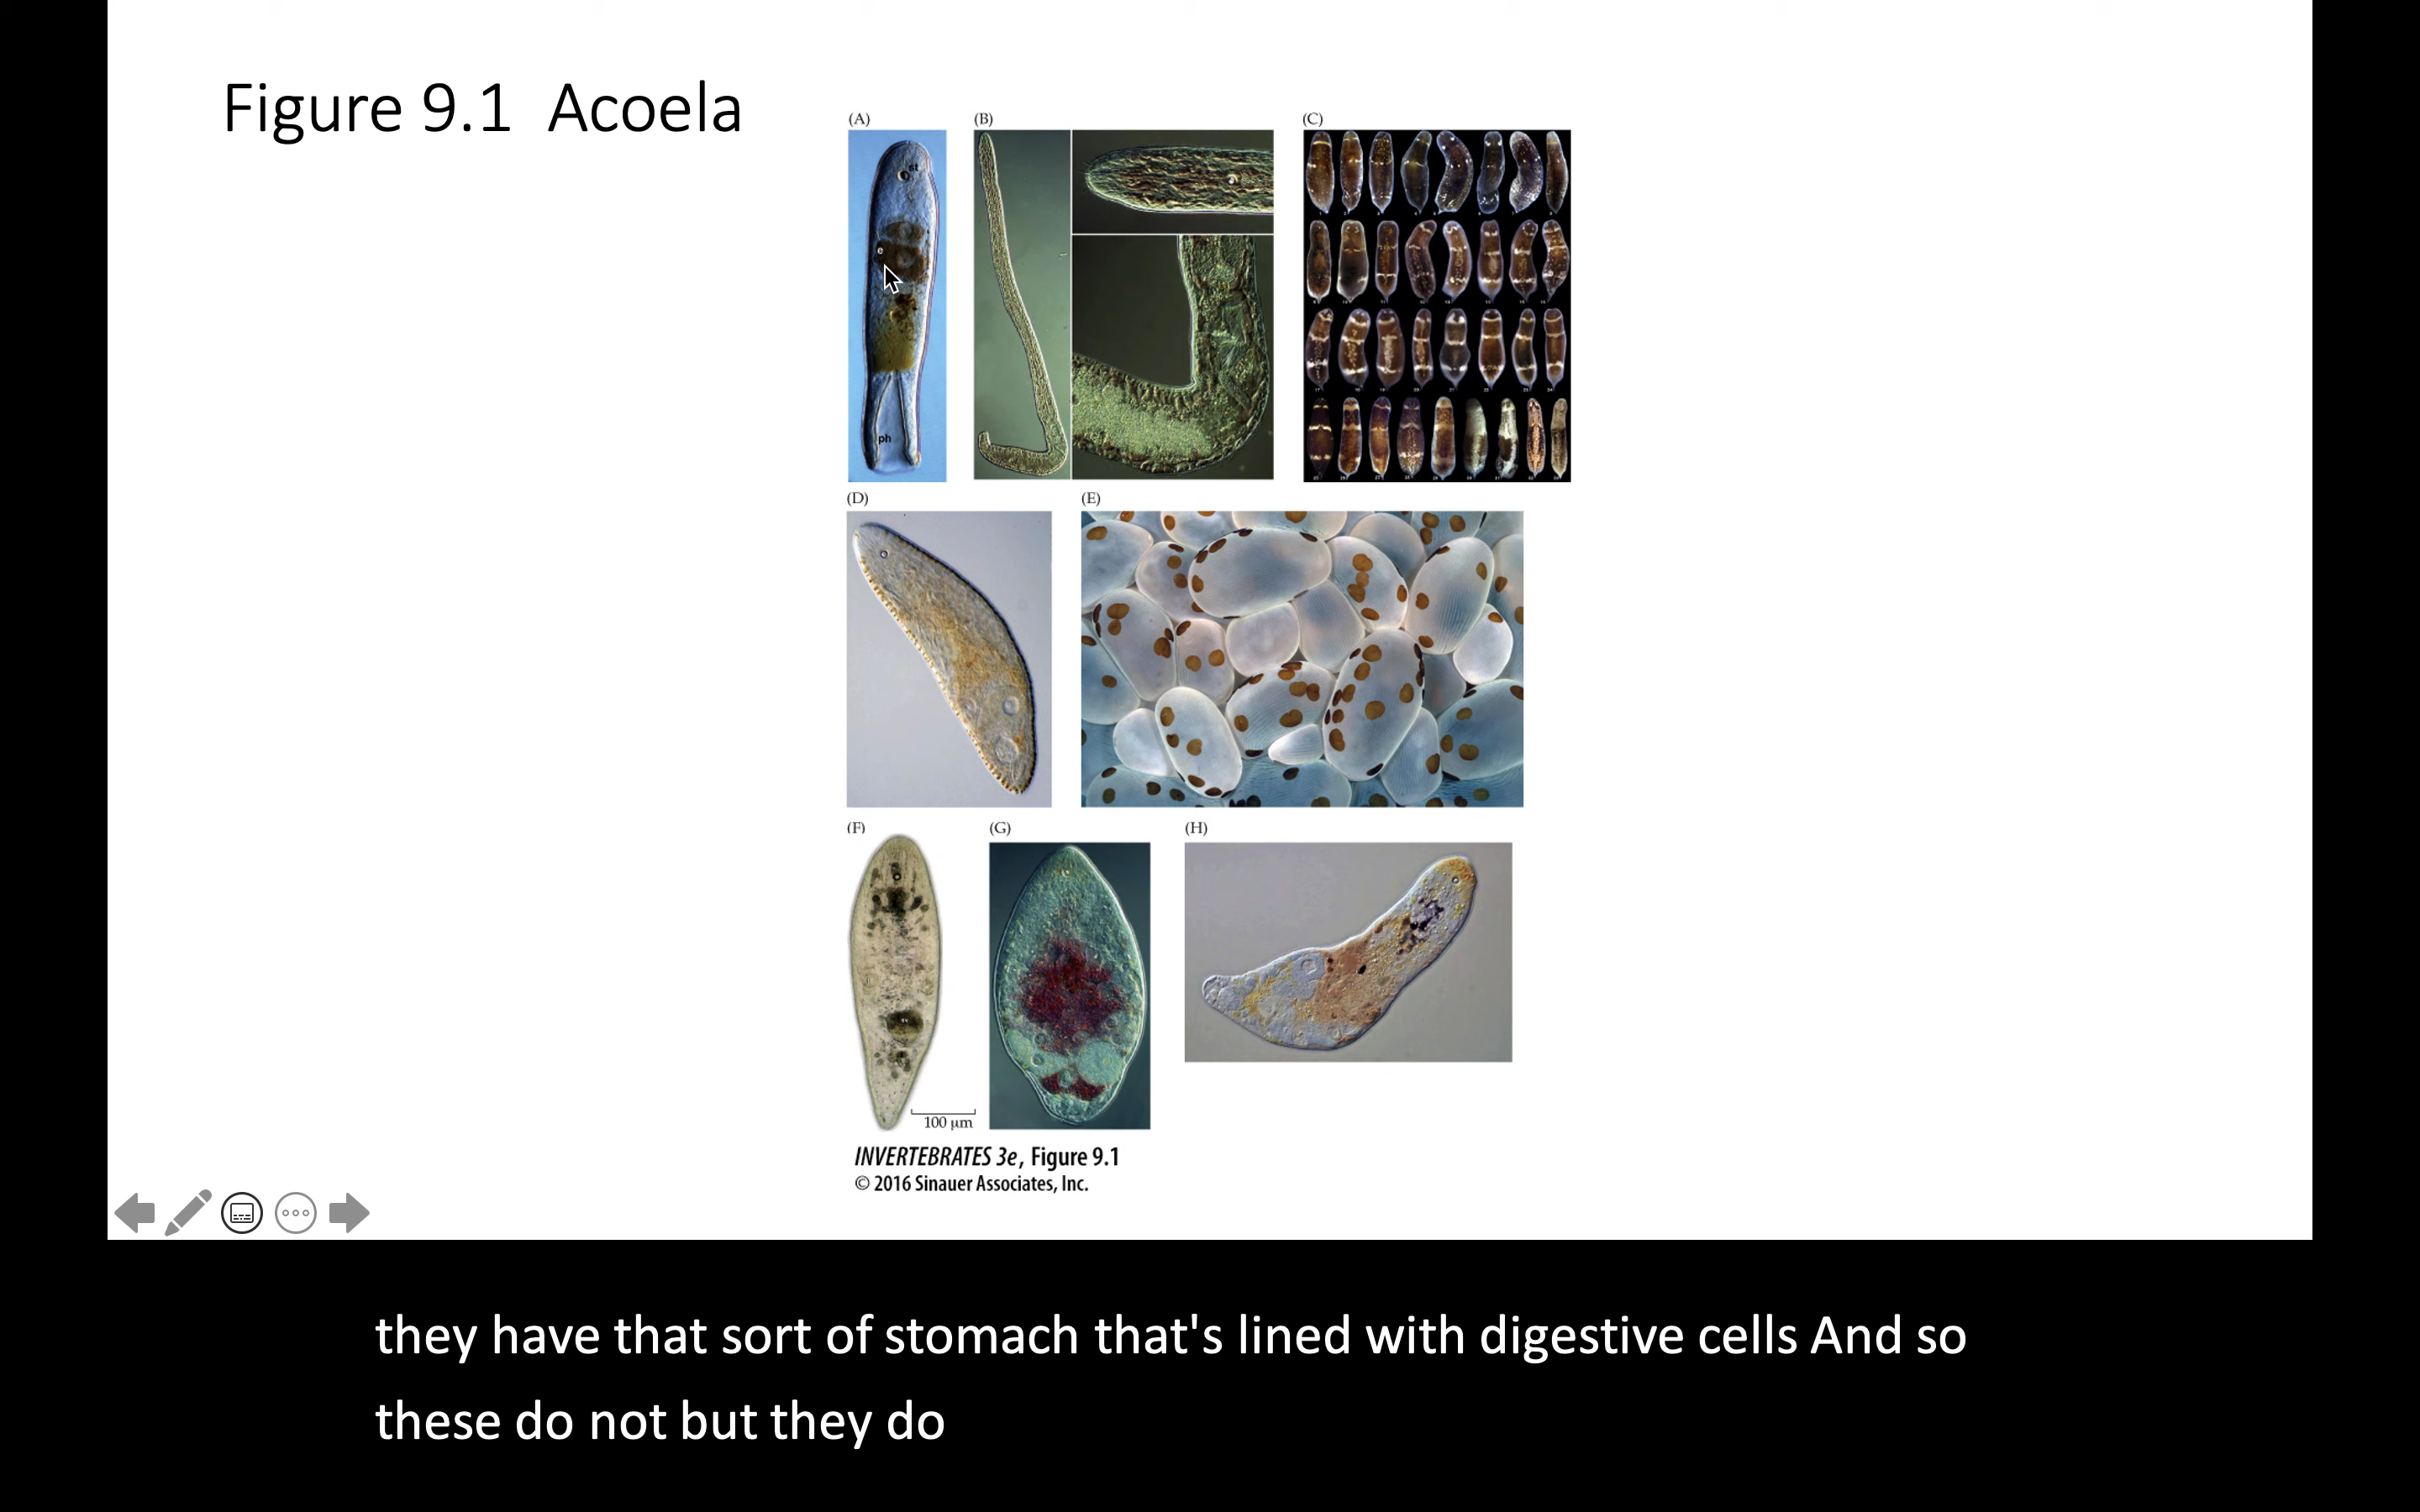 Figure 9.1 Acoela
(A)
(B)
(C)
st
e
ph
(D)
(E)
(F)
(G)
(H)
100 µm
INVERTEBRATES 3e, Figure 9.1
© 2016 Sinauer Associates, Inc.
they have that sort of stomach that's lined with digestive cells And so
these do not but they do